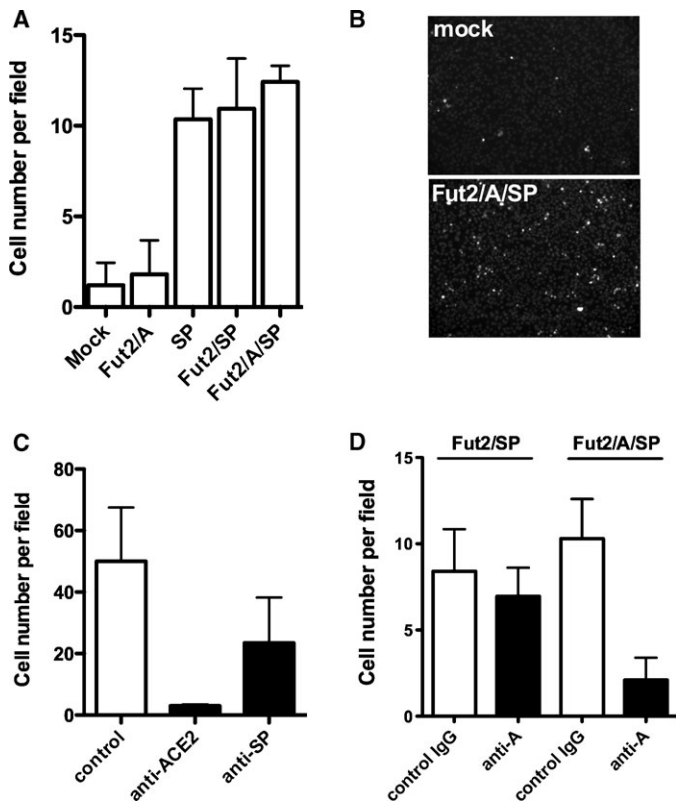 A
Cell number per field
15
10
5
0
Mock
Fut2/A
SP
Fut2/SP
Fut2/A/SP
B
mock
Fut2/A/SP
C
Cell number per field
80
60
40
20
0
control
anti-ACE2
anti-SP
D
Fut2/SP
Fut2/A/SP
Cell number per field
15
10
5
0
control IgG
anti-A
control IgG
anti-A